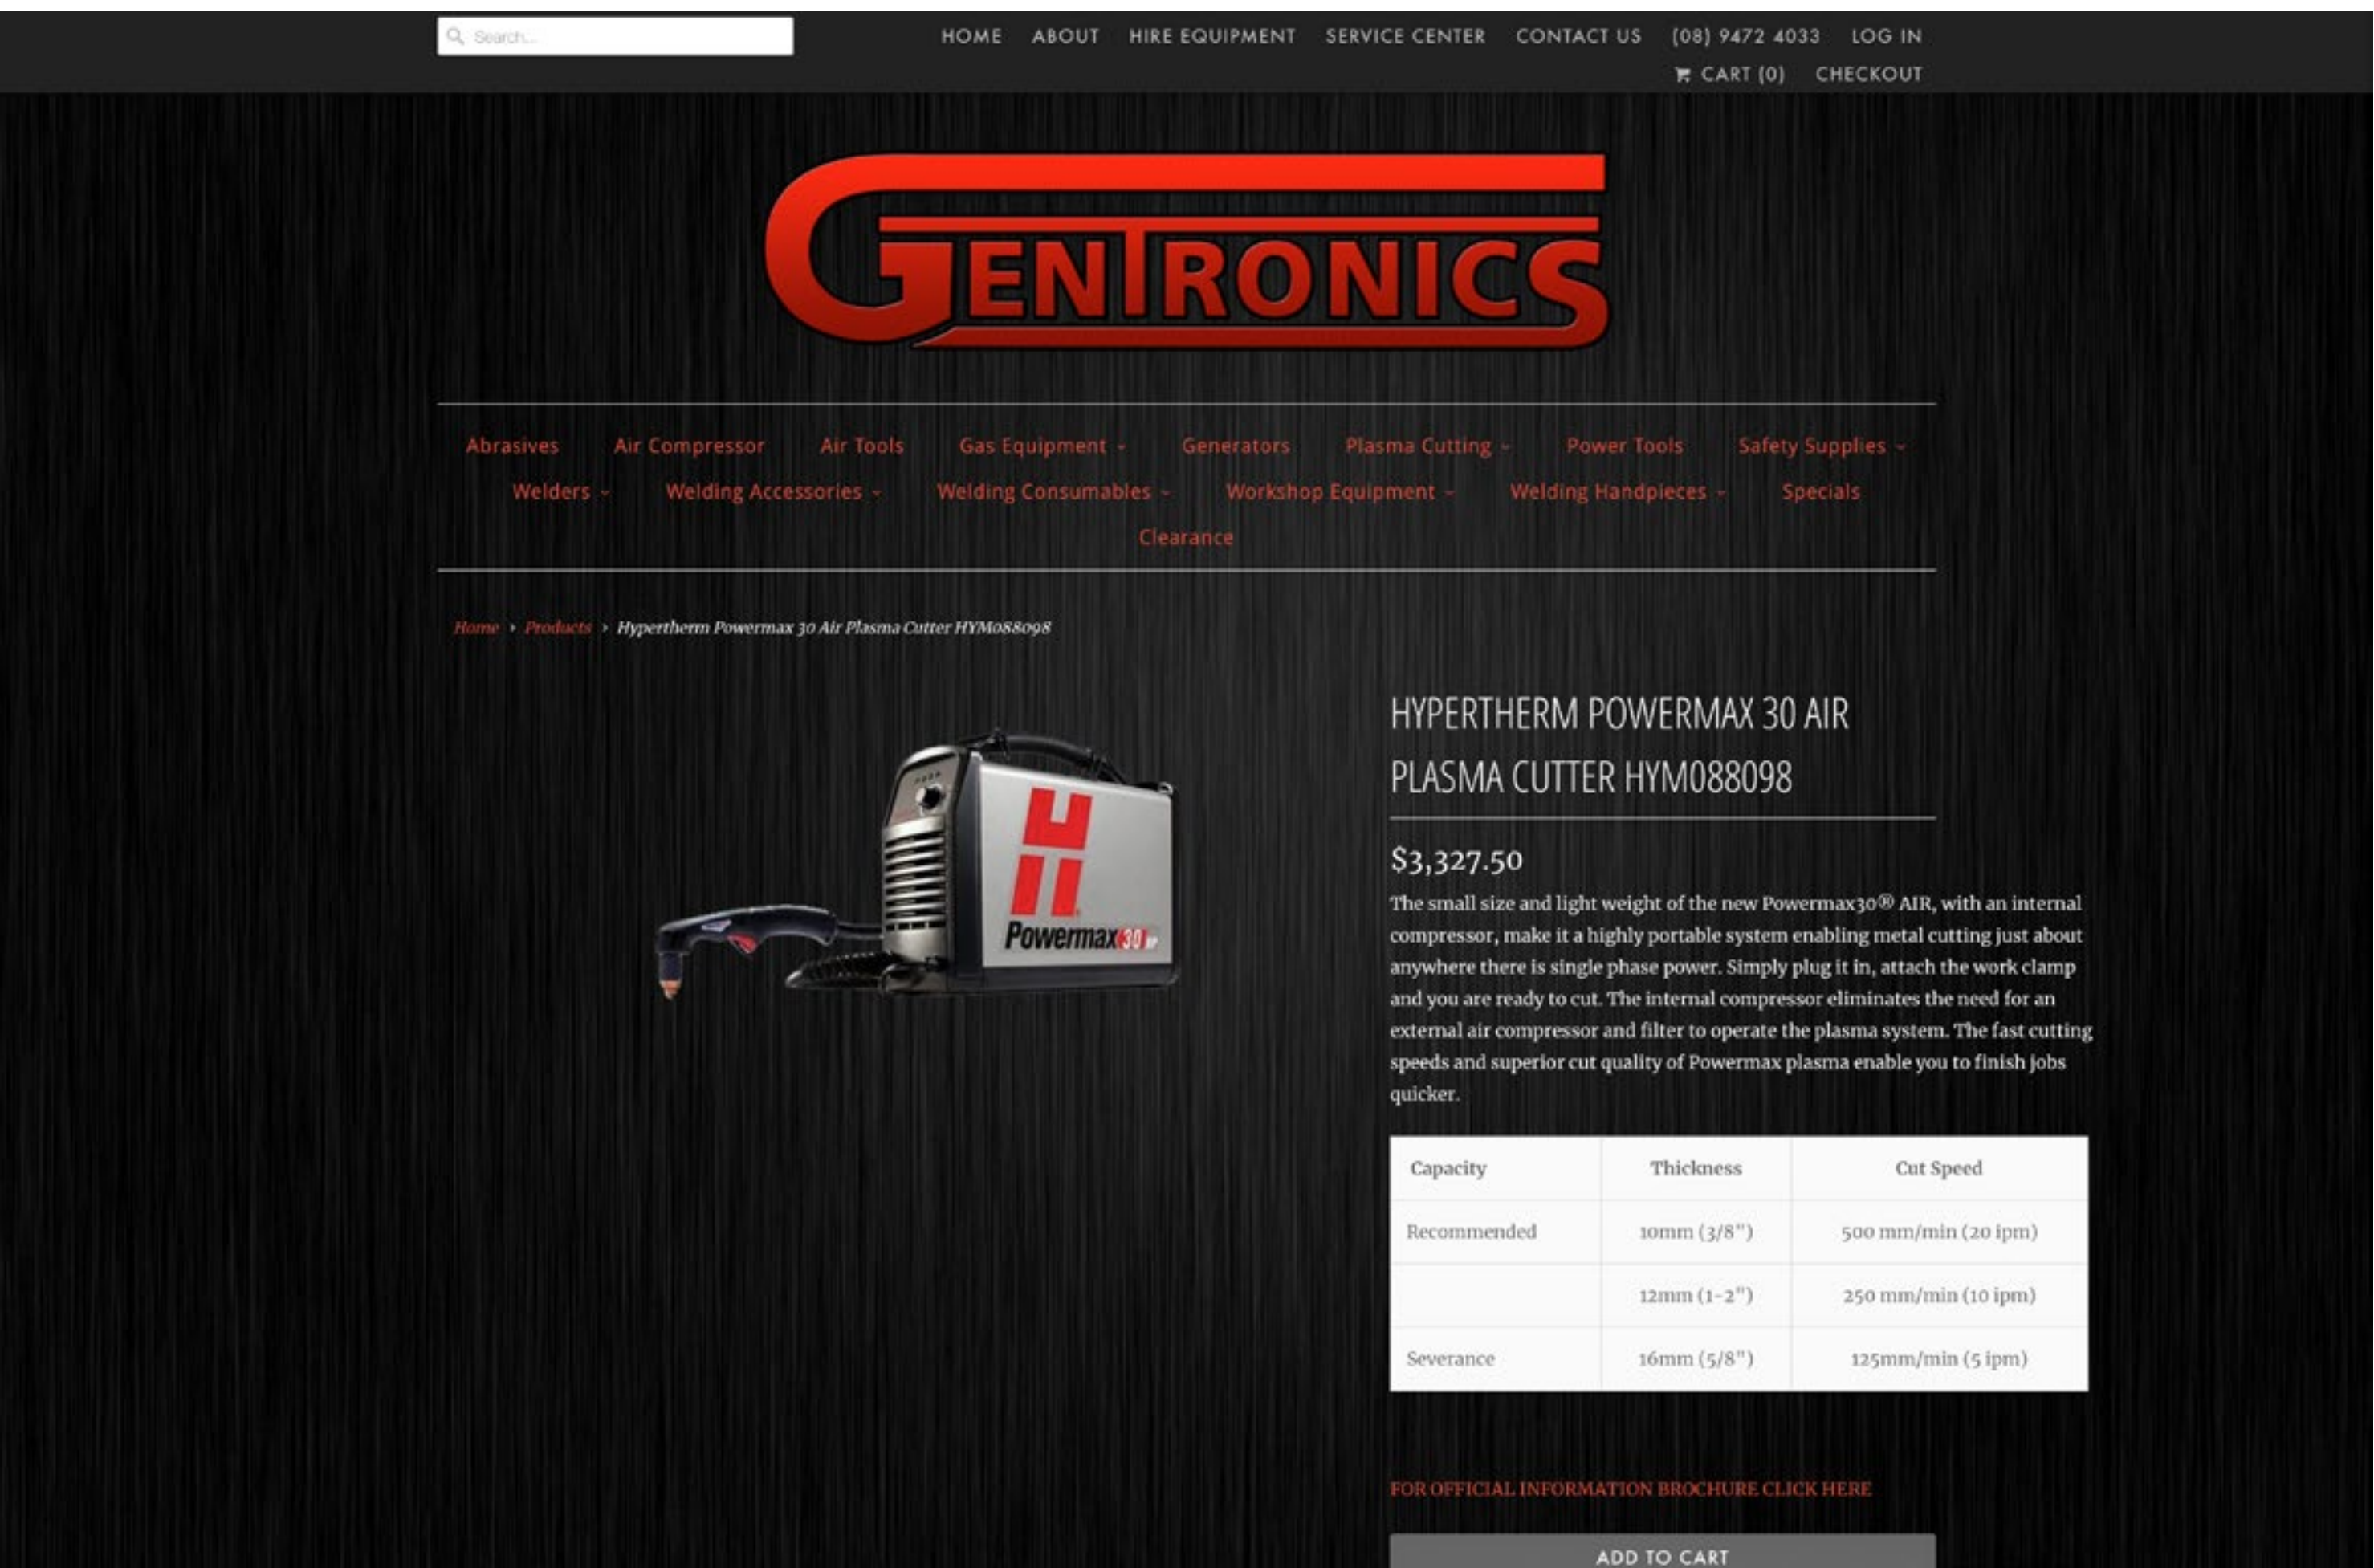 Search...
HOME ABOUT HIRE EQUIPMENT SERVICE CENTER CONTACT US (08) 9472 4033 LOG IN
CART (0) CHECKOUT
GENTRONICS
Abrasives Air Compressor Air Tools Gas Equipment Generators Plasma Cutting Power Tools Safety Supplies
Welders Welding Accessories Welding Consumables Workshop Equipment Welding Handpieces Specials
Clearance
Home › Products › Hypertherm Powermax 30 Air Plasma Cutter HYM088098
HYPERTHERM POWERMAX 30 AIR
PLASMA CUTTER HYM088098
Powermax 30
$3,327.50
The small size and light weight of the new Powermax30® AIR, with an internal
compressor, make it a highly portable system enabling metal cutting just about
anywhere there is single phase power. Simply plug it in, attach the work clamp
and you are ready to cut. The internal compressor eliminates the need for an
external air compressor and filter to operate the plasma system. The fast cutting
speeds and superior cut quality of Powermax plasma enable you to finish jobs
quicker.
Capacity Thickness Cut Speed
Recommended 10mm (3/8") 500 mm/min (20 ipm)
12mm (1-2") 250 mm/min (10 ipm)
Severance 16mm (5/8") 125mm/min (5 ipm)
FOR OFFICIAL INFORMATION BROCHURE CLICK HERE
ADD TO CART